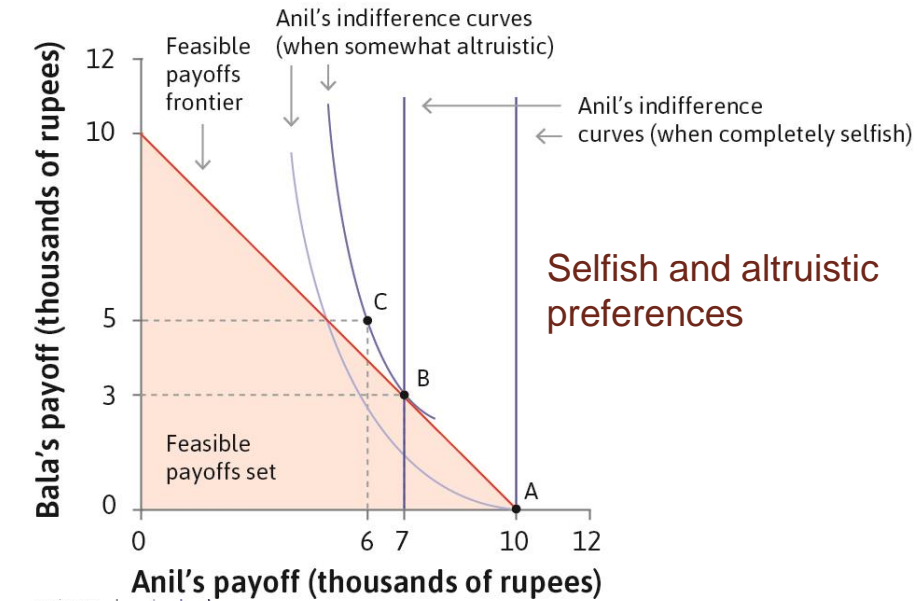 Anil's indifference curves
(when somewhat altruistic)
Feasible
payoffs
frontier
Anil's indifference
curves (when completely selfish)
Selfish and altruistic
preferences
Bala's payoff (thousands of rupees)
12
10
5
3
0
C
B
A
Feasible
payoffs set
0 6 7 10 12
Anil's payoff (thousands of rupees)